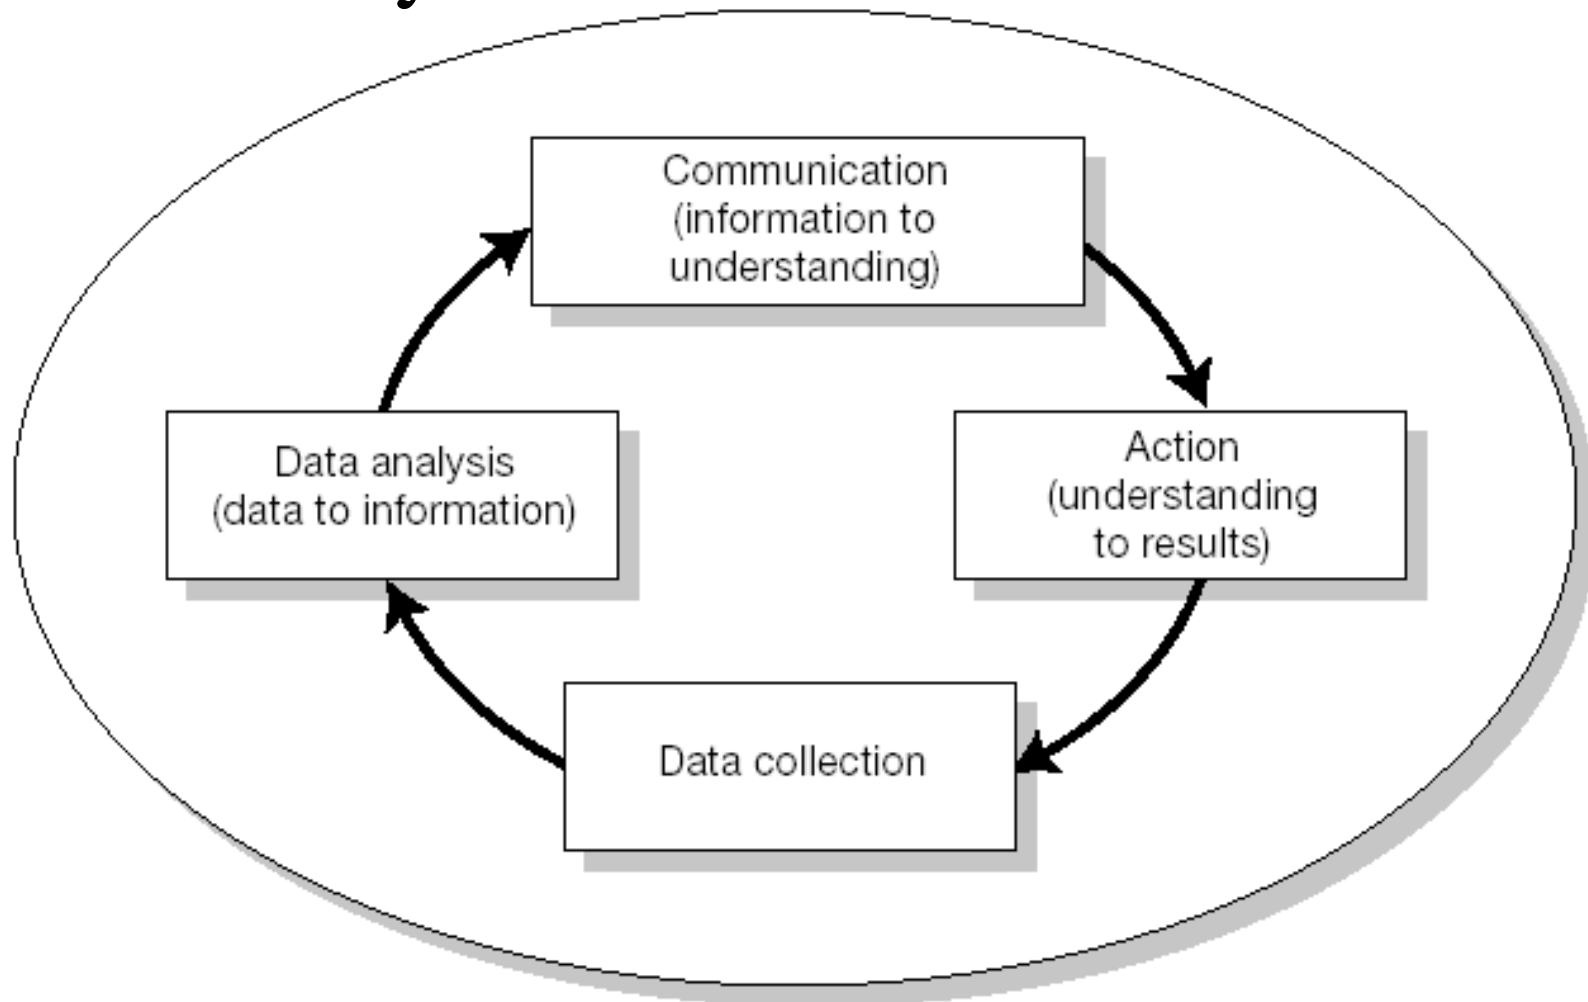 Communication
(information to
understanding)
Data analysis
(data to information)
Action
(understanding
to results)
Data collection